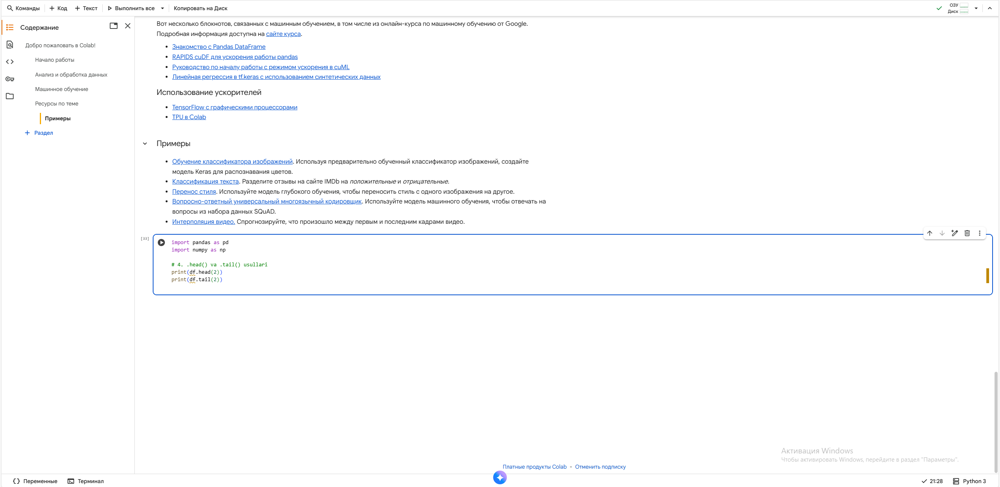 Команды
Код
Текст
Выполнить все
Копировать на Диск
ОЗУ
Диск
Содержание
Добро пожаловать в Colab!
Начало работы
Анализ и обработка данных
Машинное обучение
Ресурсы по теме
Примеры
Раздел
Вот несколько блокнотов, связанных с машинным обучением, в том числе из онлайн-курса по машинному обучению от Google.
Подробная информация доступна на сайте курса.
Знакомство с Pandas DataFrame
RAPIDS cuDF для ускорения работы pandas
Руководство по началу работы с режимом ускорения в cuML
Линейная регрессия в tf.keras с использованием синтетических данных
Использование ускорителей
TensorFlow с графическими процессорами
TPU в Colab
Примеры
Обучение классификатора изображений. Используя предварительно обученный классификатор изображений, создайте
модель Keras для распознавания цветов.
Классификация текста. Разделите отзывы на сайте IMDb на положительные и отрицательные.
Перенос стиля. Используйте модель глубокого обучения, чтобы переносить стиль с одного изображения на другое.
Вопросно-ответный универсальный многоязычный кодировщик. Используйте модель машинного обучения, чтобы отвечать на
вопросы из набора данных SQuAD.
Интерполяция видео. Спрогнозируйте, что произошло между первым и последним кадрами видео.
[33]
import pandas as pd
import numpy as np
# 4. .head() va .tail() usullari
print(df.head(2))
print(df.tail(2))
Активация Windows
Чтобы активировать Windows, перейдите в раздел "Параметры".
Платные продукты Colab - Отменить подписку
Переменные
Терминал
21:28
Python 3